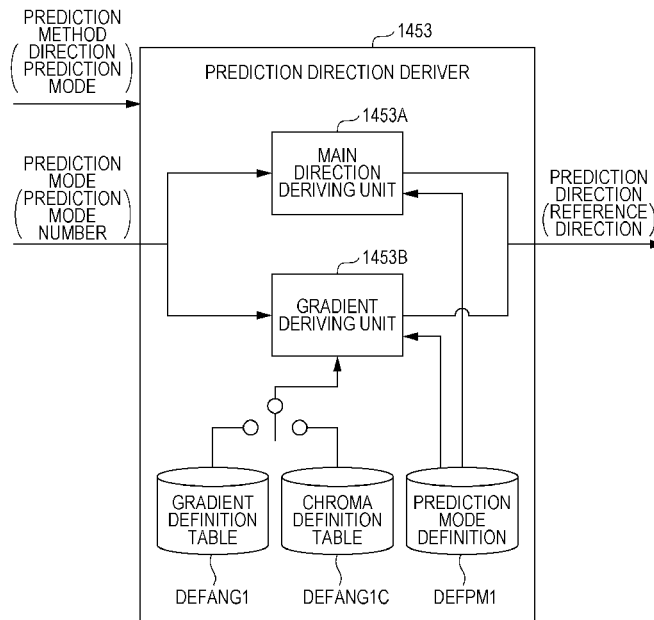 PREDICTION
METHOD
(DIRECTION
PREDICTION
MODE)
1453
PREDICTION DIRECTION DERIVER
1453A
MAIN
DIRECTION
DERIVING UNIT
PREDICTION
MODE
(PREDICTION
MODE
NUMBER)
PREDICTION
DIRECTION
(REFERENCE
DIRECTION)
1453B
GRADIENT
DERIVING UNIT
GRADIENT
DEFINITION
TABLE
CHROMA
DEFINITION
TABLE
PREDICTION
MODE
DEFINITION
DEFANG1
DEFANG1C
DEFPM1